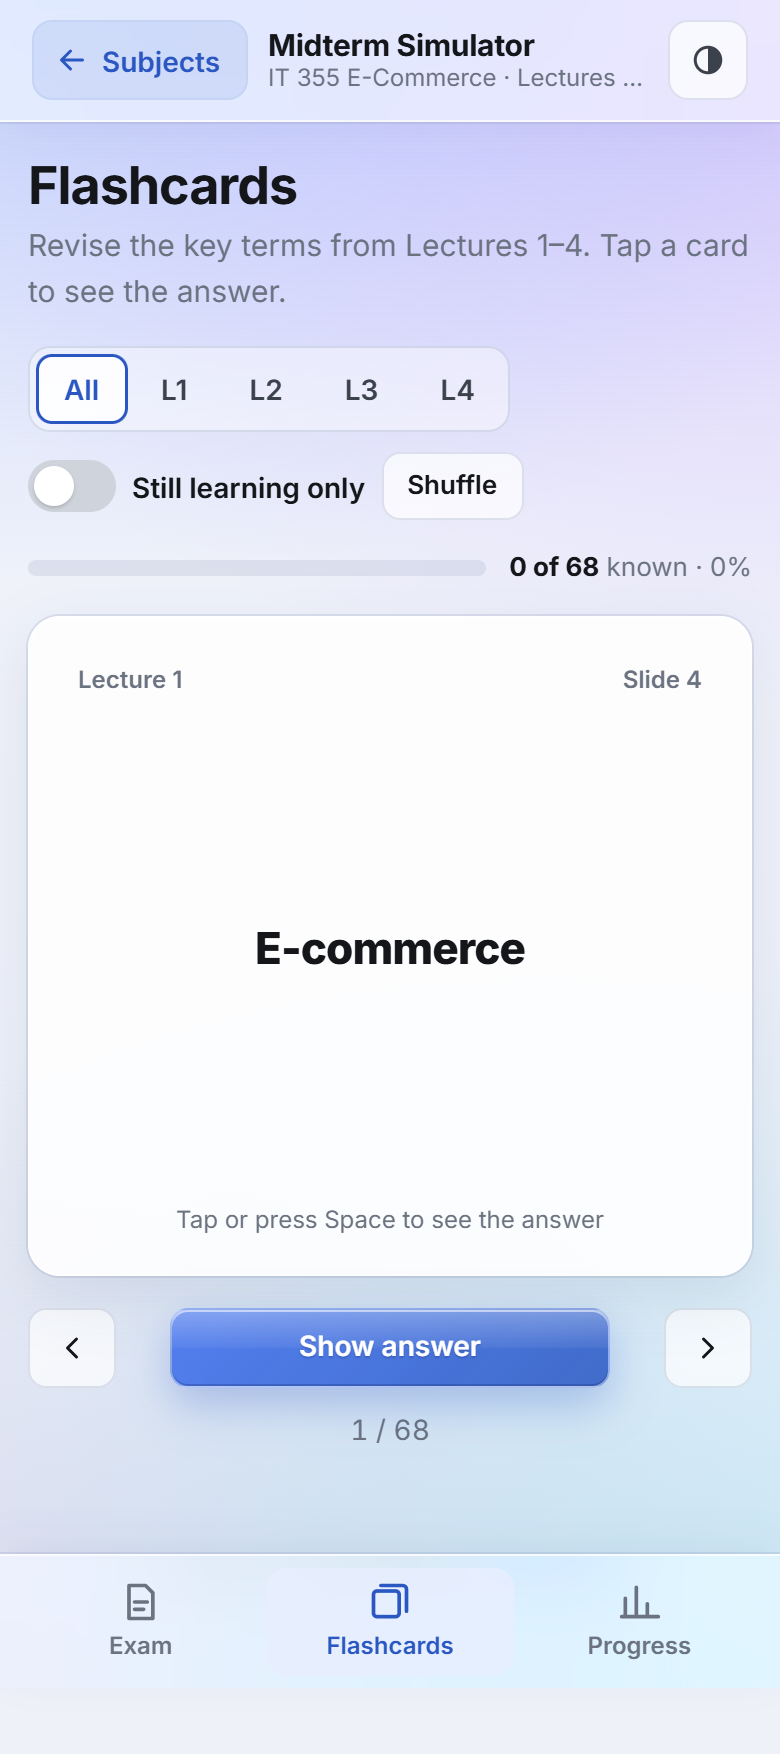 Subjects
Midterm Simulator
IT 355 E-Commerce · Lectures ...
Flashcards
Revise the key terms from Lectures 1–4. Tap a card
to see the answer.
All L1 L2 L3 L4
Still learning only Shuffle
0 of 68 known · 0%
Lecture 1 Slide 4
E-commerce
Tap or press Space to see the answer
Show answer
1 / 68
Exam Flashcards Progress